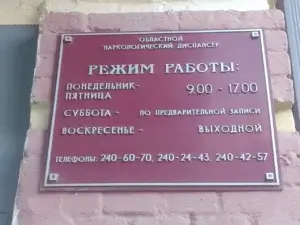 ОБЛАСТНОЙ
НАРКОЛОГИЧЕСКИЙ ДИСПАНСЕР
РЕЖИМ РАБОТЫ:
ПОНЕДЕЛЬНИК-
ПЯТНИЦА 9.00 - 17.00
СУББОТА - ПО ПРЕДВАРИТЕЛЬНОЙ ЗАПИСИ
ВОСКРЕСЕНЬЕ - ВЫХОДНОЙ
ТЕЛЕФОНЫ: 240-60-70, 240-24-43, 240-42-57